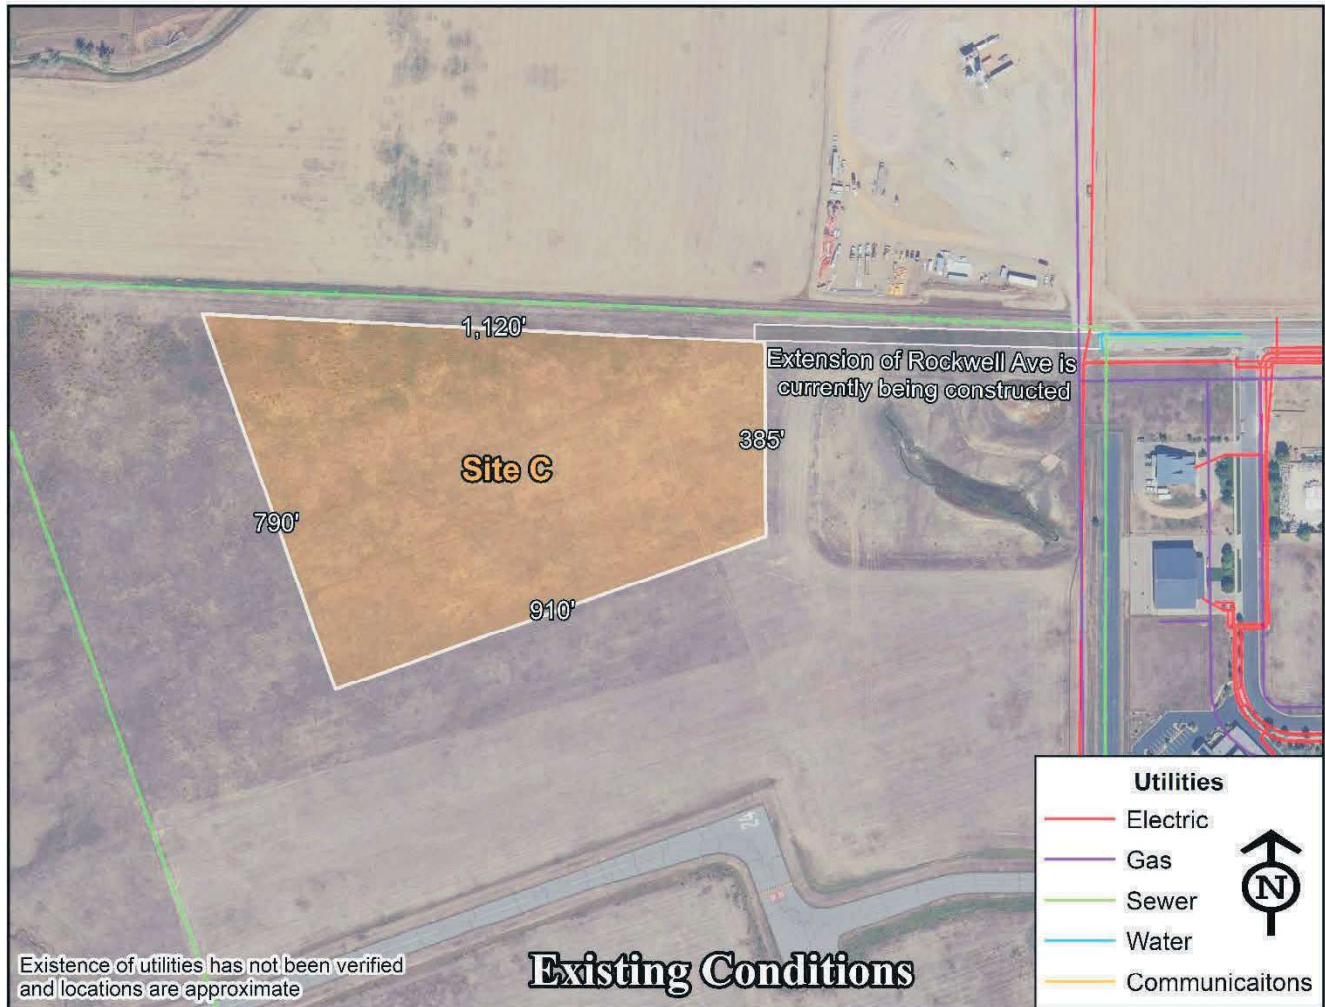 1,120'
Extension of Rockwell Ave is
currently being constructed
385'
Site C
790'
910'
24
Utilities
Electric
Gas
Sewer
Water
Communicaitons
N
Existing Conditions
Existence of utilities has not been verified
and locations are approximate